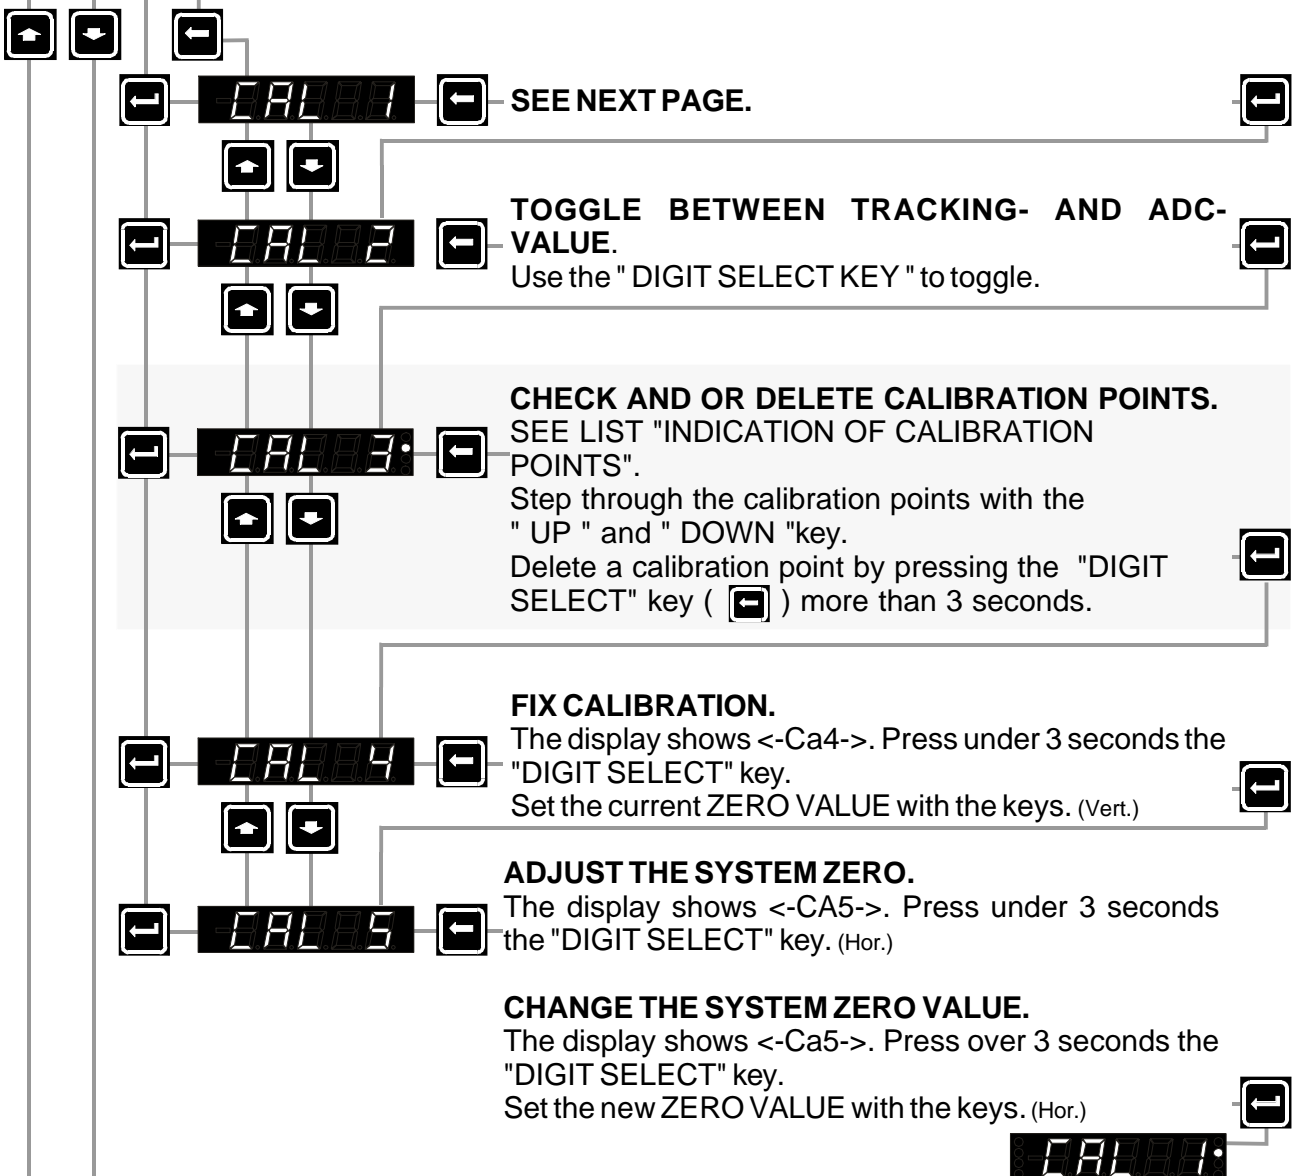 CAL 1
SEE NEXT PAGE.
TOGGLE BETWEEN TRACKING- AND ADC-
VALUE.
CAL 2
Use the " DIGIT SELECT KEY " to toggle.
CHECK AND OR DELETE CALIBRATION POINTS.
SEE LIST "INDICATION OF CALIBRATION
CAL 3
POINTS".
Step through the calibration points with the
" UP " and " DOWN "key.
Delete a calibration point by pressing the "DIGIT
SELECT" key ( ) more than 3 seconds.
FIX CALIBRATION.
The display shows <-Ca4->. Press under 3 seconds the
CAL 4
"DIGIT SELECT" key.
Set the current ZERO VALUE with the keys. (Vert.)
ADJUST THE SYSTEM ZERO.
The display shows <-CA5->. Press under 3 seconds
CAL 5
the "DIGIT SELECT" key. (Hor.)
CHANGE THE SYSTEM ZERO VALUE.
The display shows <-Ca5->. Press over 3 seconds the
"DIGIT SELECT" key.
Set the new ZERO VALUE with the keys. (Hor.)
CAL 1